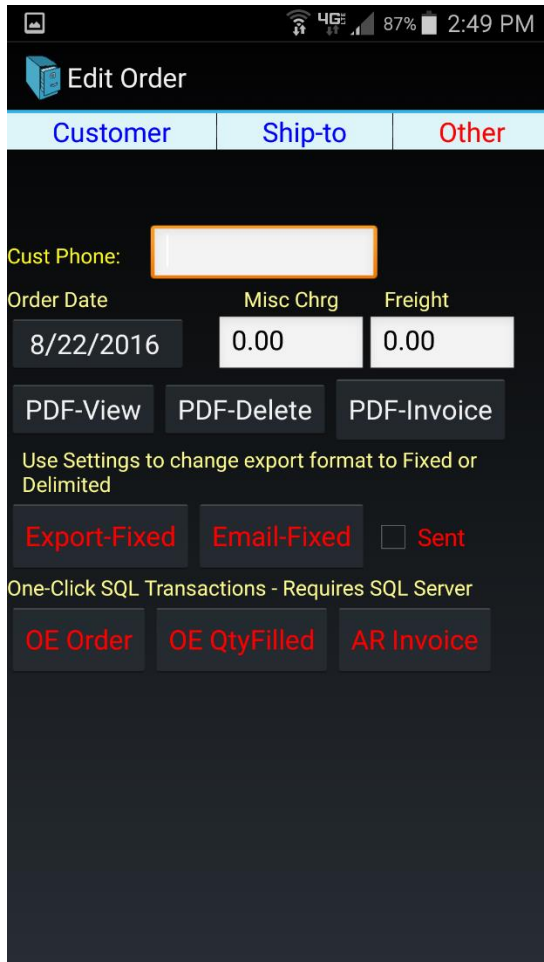 4G 87% 2:49 PM
Edit Order
Customer Ship-to Other
Cust Phone:
Order Date Misc Chrg Freight
8/22/2016 0.00 0.00
PDF-View PDF-Delete PDF-Invoice
Use Settings to change export format to Fixed or
Delimited
Export-Fixed Email-Fixed Sent
One-Click SQL Transactions - Requires SQL Server
OE Order OE QtyFilled AR Invoice